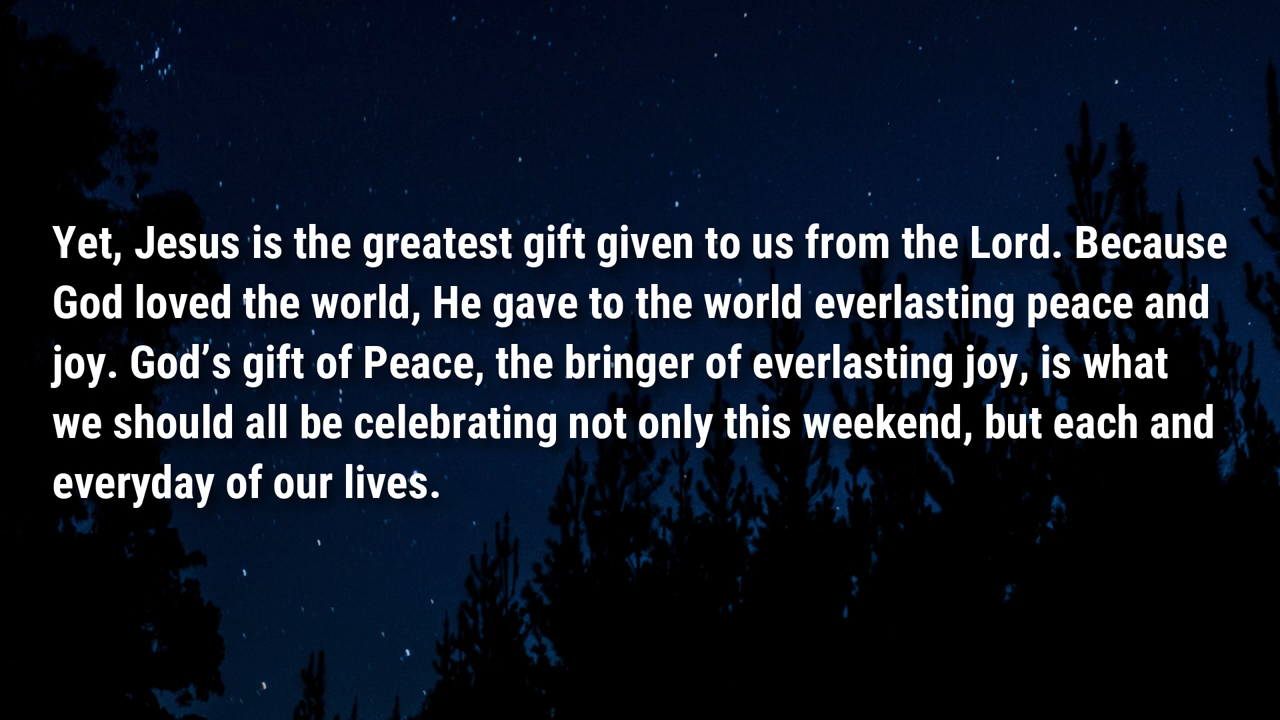 Yet, Jesus is the greatest gift given to us from the Lord. Because
God loved the world, He gave to the world everlasting peace and
joy. God’s gift of Peace, the bringer of everlasting joy, is what
we should all be celebrating not only this weekend, but each and
everyday of our lives.